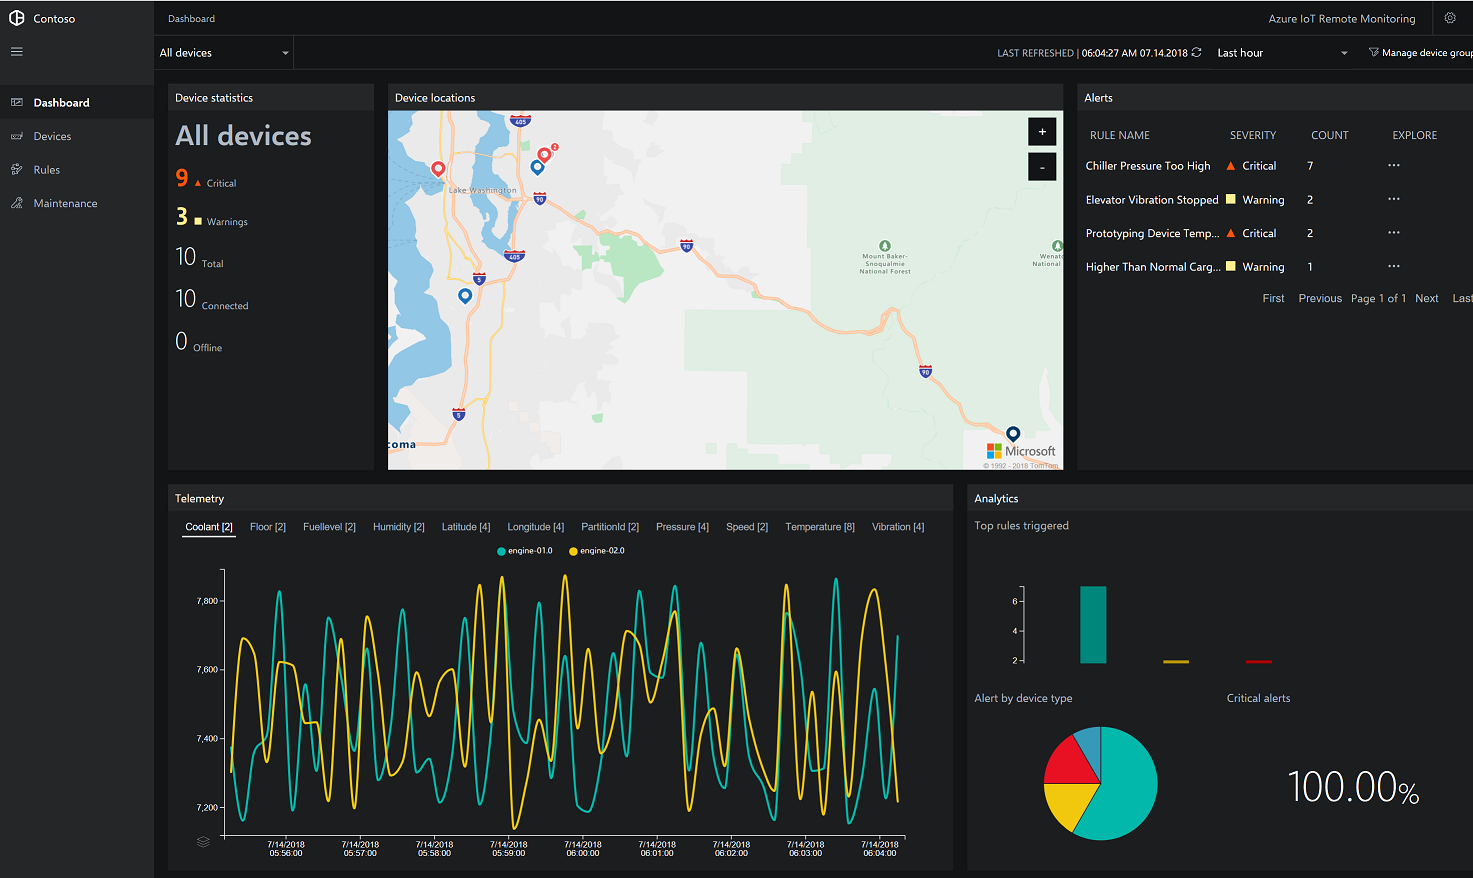 Contoso
Dashboard
Azure IoT Remote Monitoring
All devices
LAST REFRESHED | 06:04:27 AM 07.14.2018
Last hour
Manage device group
Dashboard
Devices
Rules
Maintenance
Device statistics
All devices
9 Critical
3 Warnings
10 Total
10 Connected
0 Offline
Device locations
405
2
Lake Washington
90
405
90
5
Mount Baker-
Snoqualmie
National Forest
Wenatc
National
90
5
coma
+
-
Microsoft
© 1992 - 2018 TomTom
Alerts
RULE NAME SEVERITY COUNT EXPLORE
Chiller Pressure Too High Critical 7 ...
Elevator Vibration Stopped Warning 2 ...
Prototyping Device Temp... Critical 2 ...
Higher Than Normal Carg... Warning 1 ...
First Previous Page 1 of 1 Next Last
Telemetry
Coolant [2] Floor [2] Fuellevel [2] Humidity [2] Latitude [4] Longitude [4] PartitionId [2] Pressure [4] Speed [2] Temperature [8] Vibration [4]
engine-01.0 engine-02.0
7,800
7,600
7,400
7,200
7/14/2018 7/14/2018 7/14/2018 7/14/2018 7/14/2018 7/14/2018 7/14/2018 7/14/2018 7/14/2018
05:56:00 05:57:00 05:58:00 05:59:00 06:00:00 06:01:00 06:02:00 06:03:00 06:04:00
Analytics
Top rules triggered
6
4
2
Alert by device type
Critical alerts
100.00%